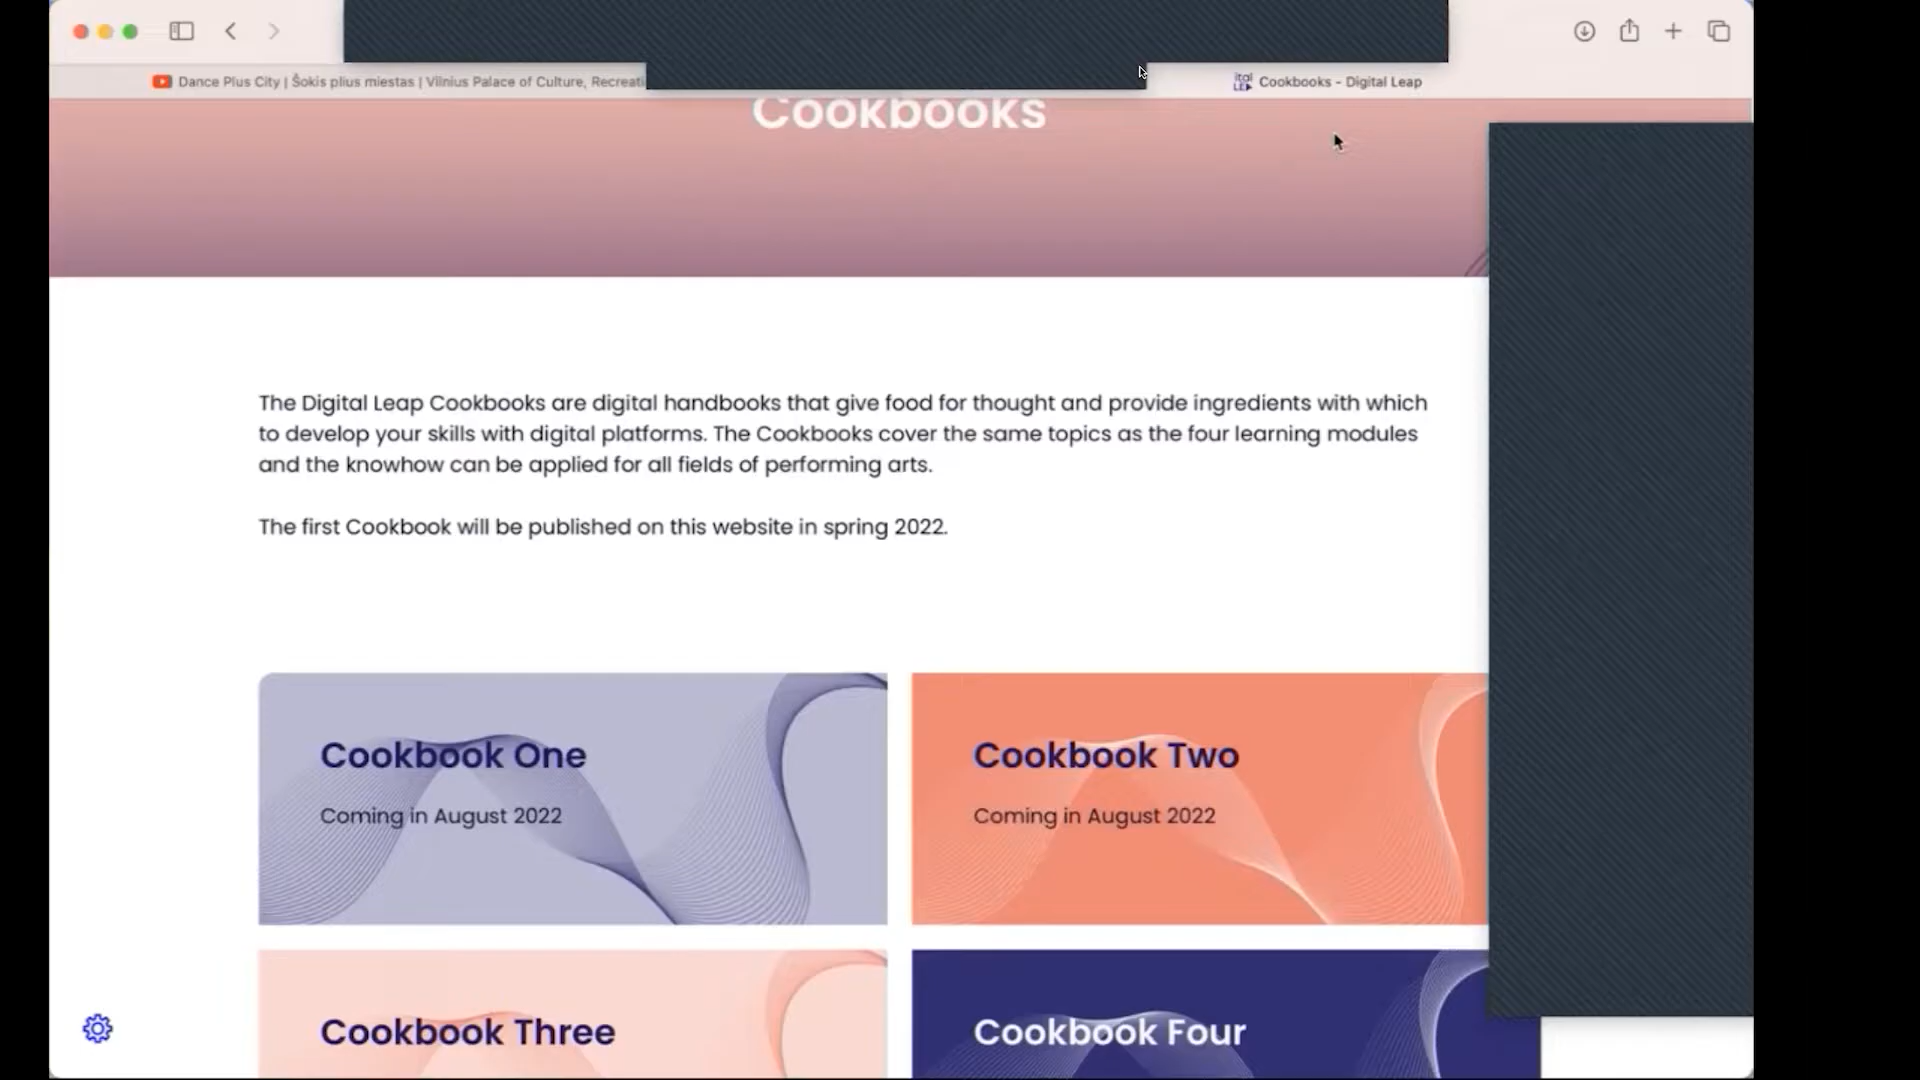 Dance Plus City | Šokis plius miestas | Vilnius Palace of Culture, Recreati
ital
LEAP
Cookbooks - Digital Leap
Cookbooks
The Digital Leap Cookbooks are digital handbooks that give food for thought and provide ingredients with which
to develop your skills with digital platforms. The Cookbooks cover the same topics as the four learning modules
and the knowhow can be applied for all fields of performing arts.
The first Cookbook will be published on this website in spring 2022.
Cookbook One
Cookbook Two
Coming in August 2022
Coming in August 2022
Cookbook Three
Cookbook Four